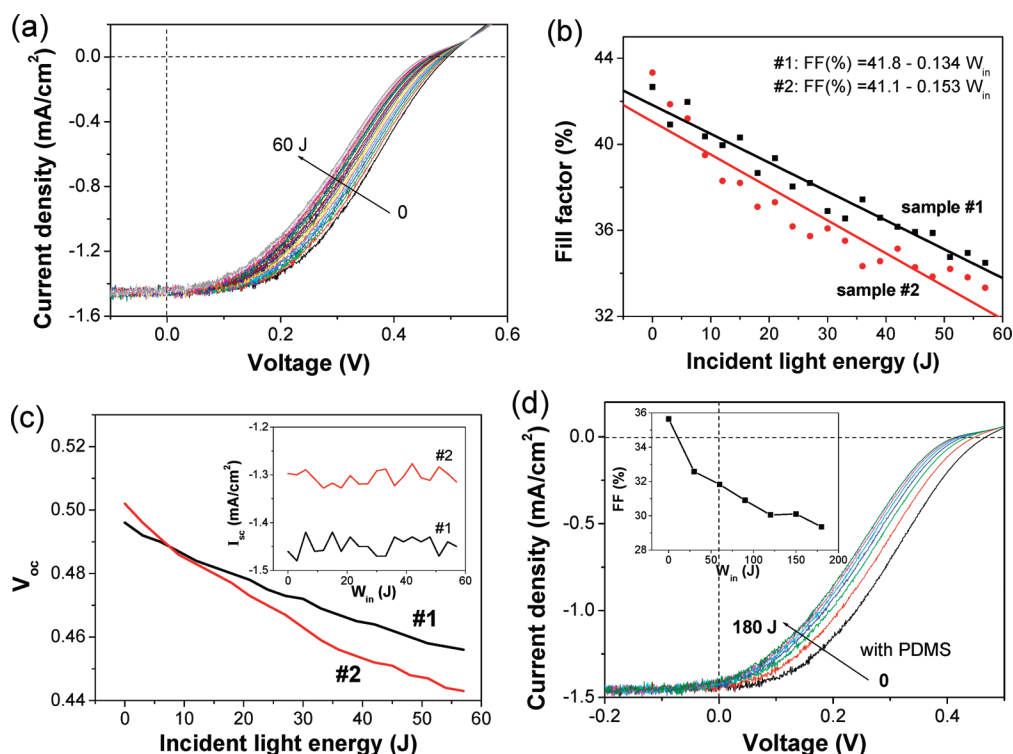 (a)
Current density (mA/cm²)
0.0
-0.4
-0.8
-1.2
-1.6
60 J
0
0.0
0.2
0.4
0.6
Voltage (V)
(b)
Fill factor (%)
44
40
36
32
#1: FF(%) =41.8 - 0.134 Win
#2: FF(%) =41.1 - 0.153 Win
sample #1
sample #2
0
10
20
30
40
50
60
Incident light energy (J)
(c)
Voc
0.52
0.50
0.48
0.46
0.44
#1
#2
0
10
20
30
40
50
60
Incident light energy (J)
Isc (mA/cm²)
-1.2
-1.3
-1.4
-1.5
#2
#1
0
20
40
60
Win (J)
(d)
Current density (mA/cm²)
0.0
-0.5
-1.0
-1.5
180 J
0
with PDMS
-0.2
0.0
0.2
0.4
Voltage (V)
FF (%)
36
34
32
30
28
0
50
100
150
200
Win (J)